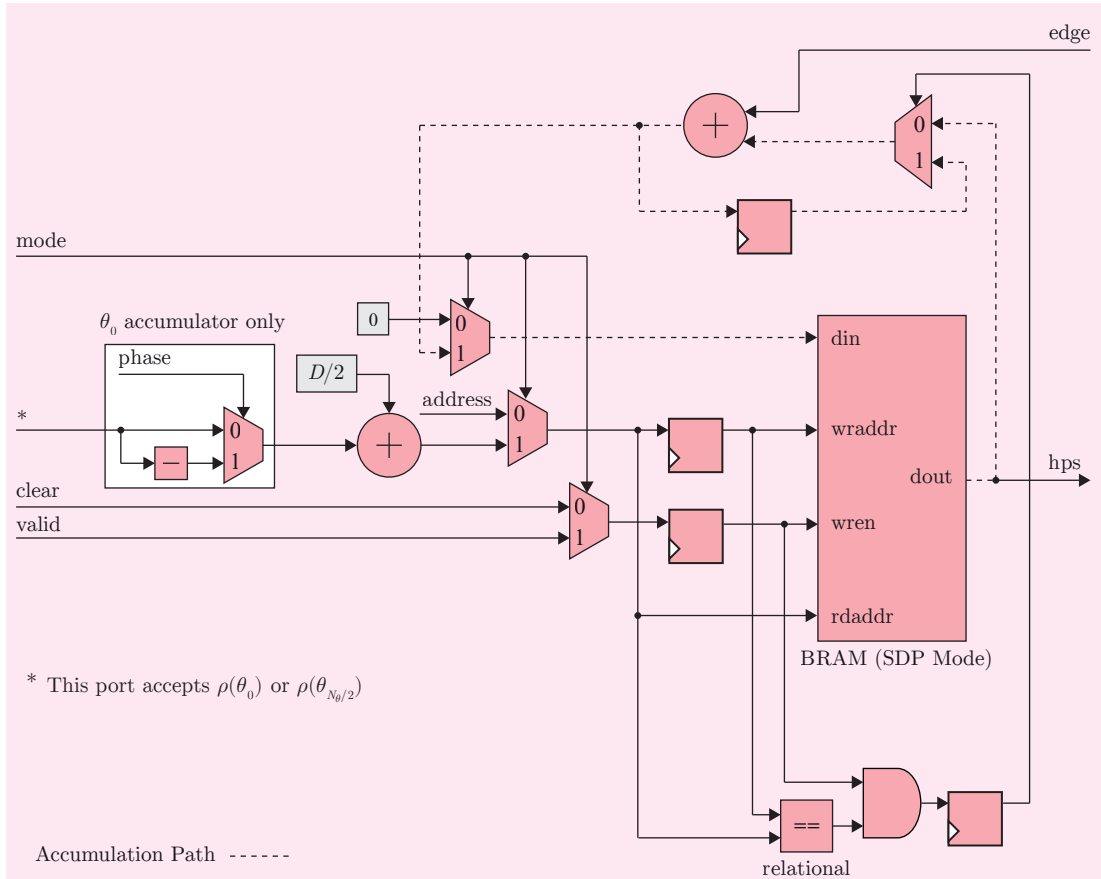 edge
0
1
+
mode
θ₀ accumulator only
phase
*
0
1
−
0
0
1
D/2
+
address
0
1
clear
valid
0
1
din
wraddr
dout
hps
wren
rdaddr
BRAM (SDP Mode)
* This port accepts ρ(θ₀) or ρ(θ_{N_θ/2})
==
relational
Accumulation Path